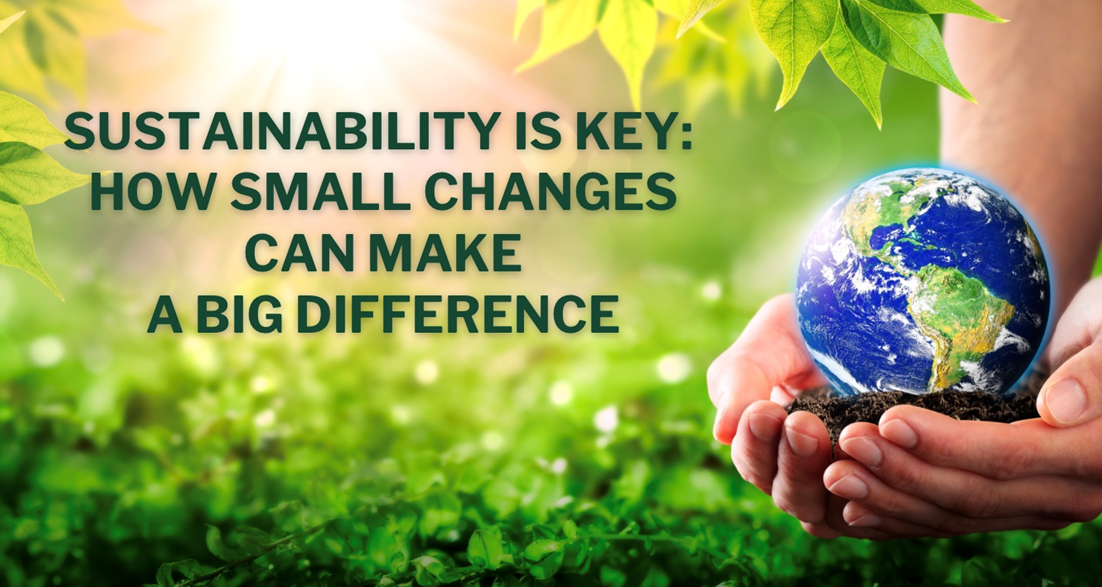 SUSTAINABILITY IS KEY:
HOW SMALL CHANGES
CAN MAKE
A BIG DIFFERENCE